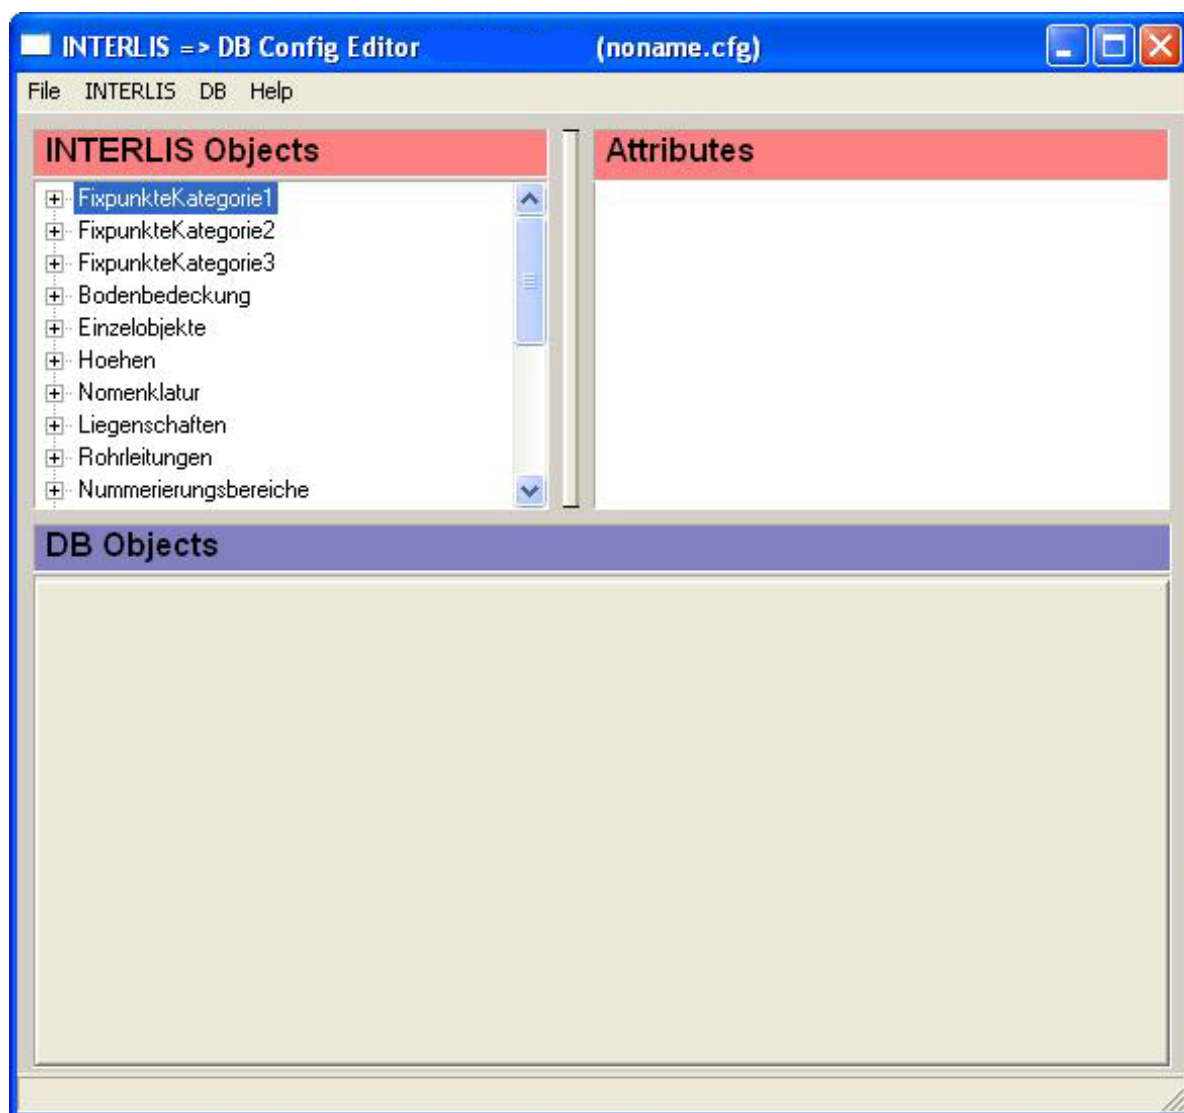 INTERLIS => DB Config Editor (noname.cfg)
File INTERLIS DB Help
INTERLIS Objects
FixpunkteKategorie1
FixpunkteKategorie2
FixpunkteKategorie3
Bodenbedeckung
Einzelobjekte
Hoehen
Nomenklatur
Liegenschaften
Rohrleitungen
Nummerierungsbereiche
Attributes
DB Objects